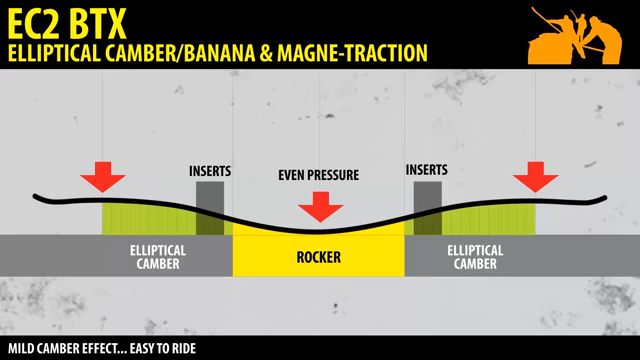 EC2 BTX
ELLIPTICAL CAMBER/BANANA & MAGNE-TRACTION
INSERTS
EVEN PRESSURE
INSERTS
ELLIPTICAL
CAMBER
ROCKER
ELLIPTICAL
CAMBER
MILD CAMBER EFFECT... EASY TO RIDE